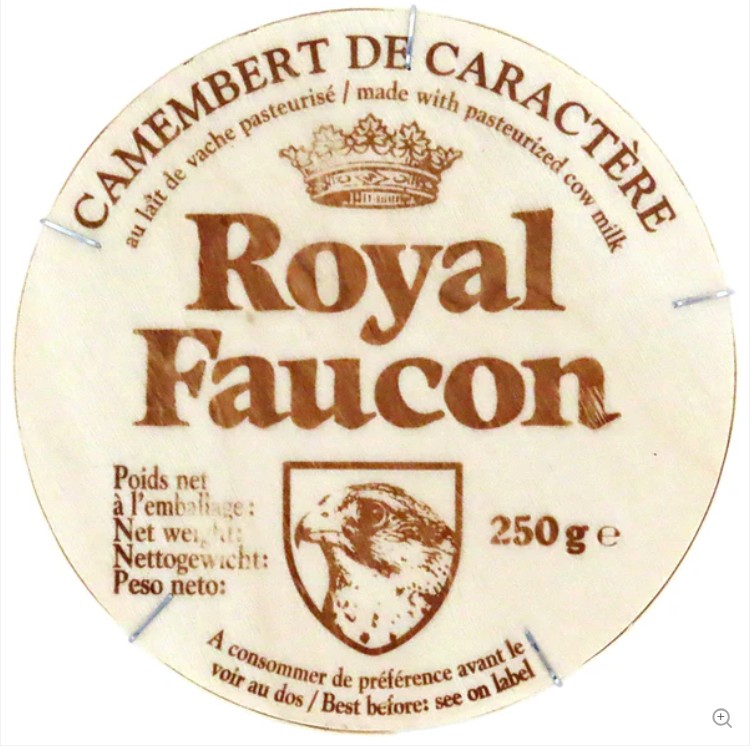 CAMEMBERT DE CARACTÈRE
au lait de vache pasteurisé / made with pasteurized cow milk
Royal
Faucon
Poids net
à l'emballage :
Net weight:
Nettogewicht:
Peso neto:
250 g e
A consommer de préférence avant le
voir au dos / Best before: see on label